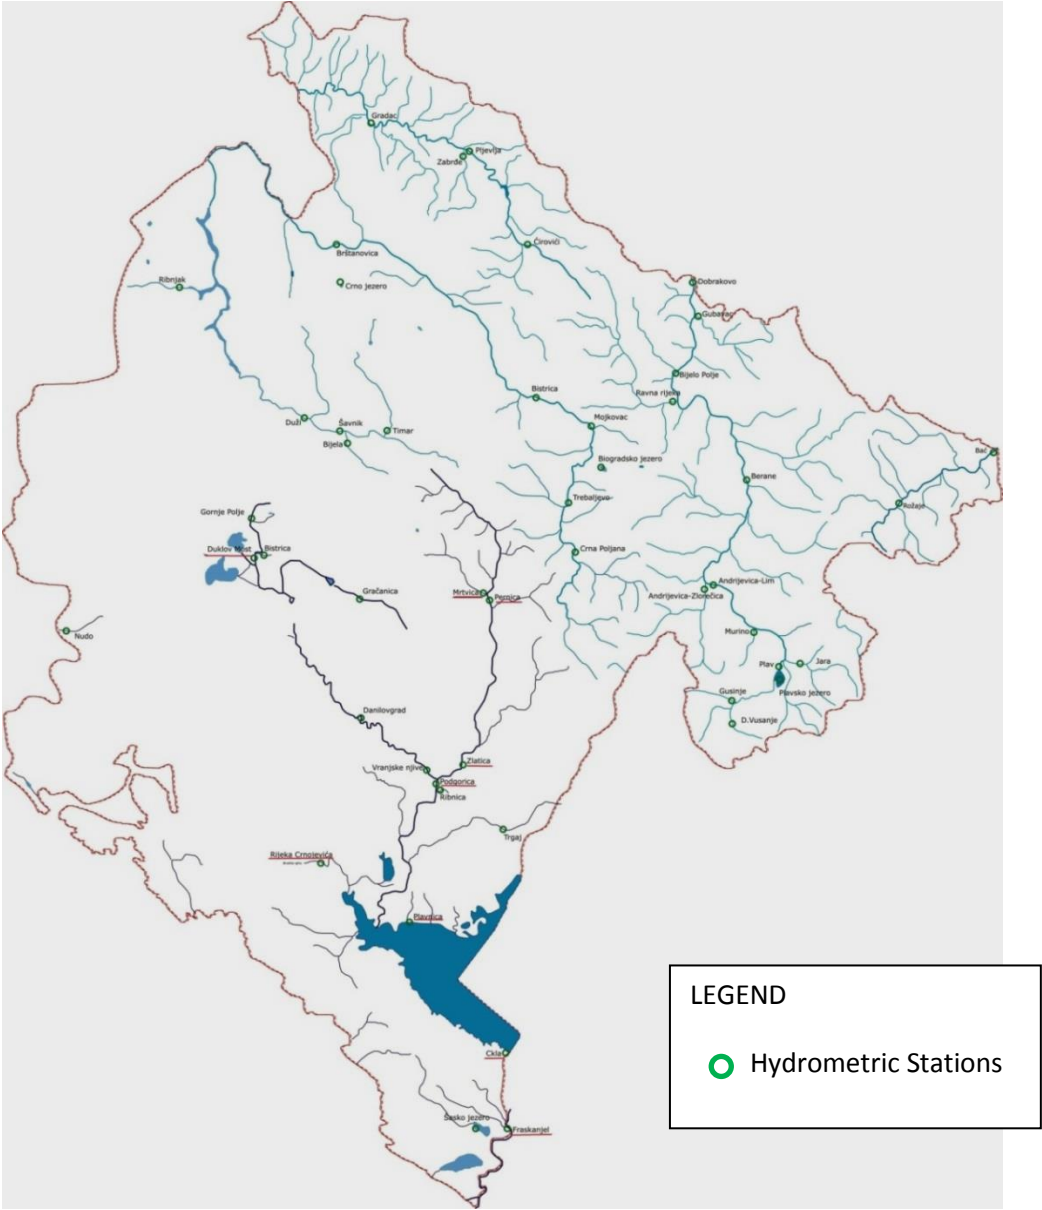 Gradac
Pljevlja
Zabrđe
Ćirovići
Brštanovica
Crno jezero
Ribnjak
Dobrakovo
Gubavac
Bijelo Polje
Ravna rijeka
Bistrica
Mojkovac
Duži
Šavnik
Timar
Bijela
Biogradsko jezero
Bać
Berane
Trebaljevo
Rožaje
Gornje Polje
Duklov Most
Bistrica
Crna Poljana
Andrijevica-Lim
Andrijevica-Zlorečica
Gračanica
Mrtvica
Pernica
Nudo
Murino
Plav
Jara
Plavsko jezero
Gusinje
D.Vusanje
Danilovgrad
Vranjske njive
Zlatica
Podgorica
Ribnica
Trgaj
Rijeka Crnojevića
Plavnica
LEGEND
Hydrometric Stations
Ckla
Šasko jezero
Fraskanjel